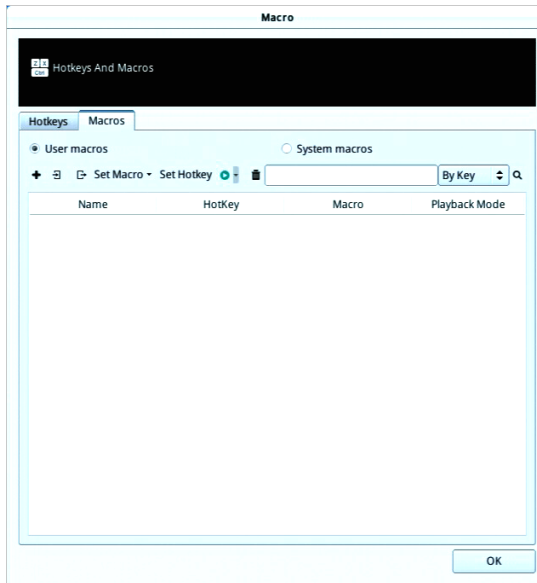 Macro
Z X
Ctrl
Hotkeys And Macros
Hotkeys Macros
User macros System macros
Set Macro Set Hotkey By Key
Name HotKey Macro Playback Mode
OK